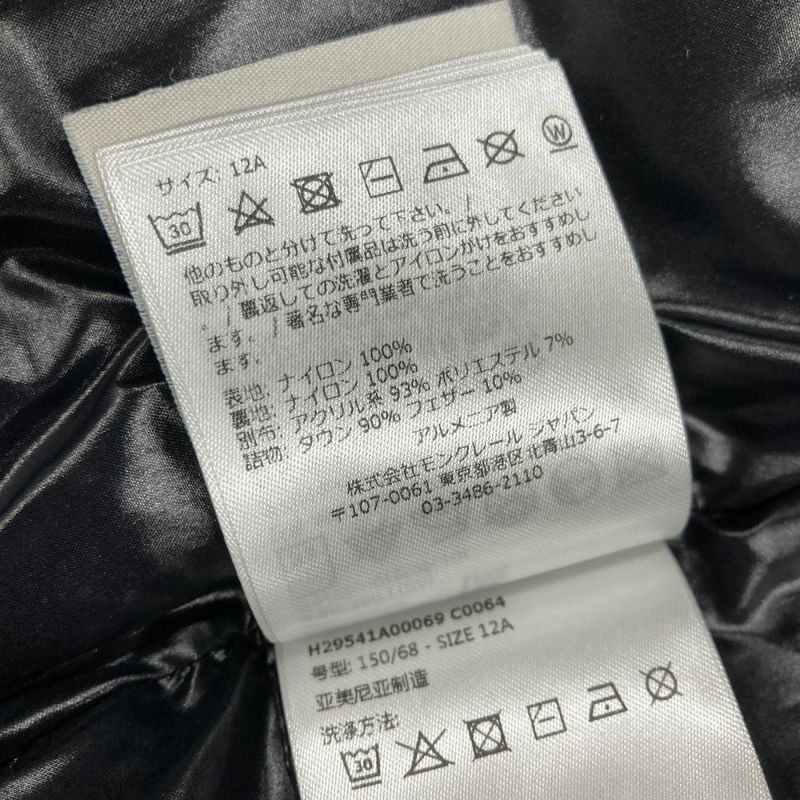 サイズ: 12A
30
W
他のものと分けて洗って下さい。/
取り外し可能な付属品は洗う前に外してください
。/ 裏返しての洗濯とアイロンがけをおすすめし
ます。/ 著名な専門業者で洗うことをおすすめし
ます。
表地: ナイロン 100%
裏地: ナイロン 100%
別布: アクリル系 93% ポリエステル 7%
詰物: ダウン 90% フェザー 10%
アルメニア製
株式会社モンクレール ジャパン
〒107-0061 東京都港区北青山3-6-7
03-3486-2110
H29541A00069 C0064
号型: 150/68 - SIZE 12A
亚美尼亚制造
洗涤方法:
30